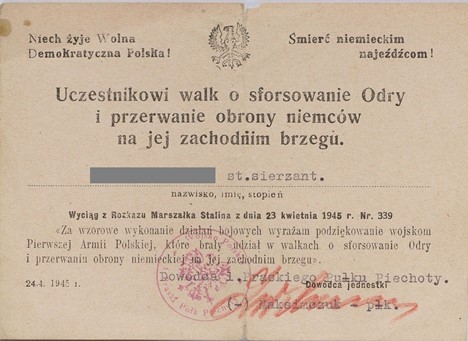 Niech żyje Wolna
Demokratyczna Polska!
Śmierć niemieckim
najeźdźcom!
Uczestnikowi walk o sforsowanie Odry
i przerwanie obrony niemców
na jej zachodnim brzegu.
st.sierżant.
nazwisko, imię, stopień
Wyciąg z Rozkazu Marszałka Stalina z dnia 23 kwietnia 1945 r. Nr. 339
«Za wzorowe wykonanie działań bojowych wyrażam podziękowanie wojskom
Pierwszej Armii Polskiej, które brały udział w walkach o sforsowanie Odry
i przerwaniu obrony niemieckiej na jej zachodnim brzegu»
Dowódca 1.Praskiego Pułku Piechoty.
24.4. 1945 r.
Dowódca jednostki
(-) Maksimczuk - płk.